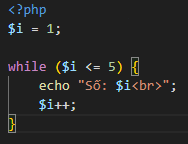 <?php
$i = 1;

while ($i <= 5) {
    echo "Số: $i<br>";
    $i++;
}